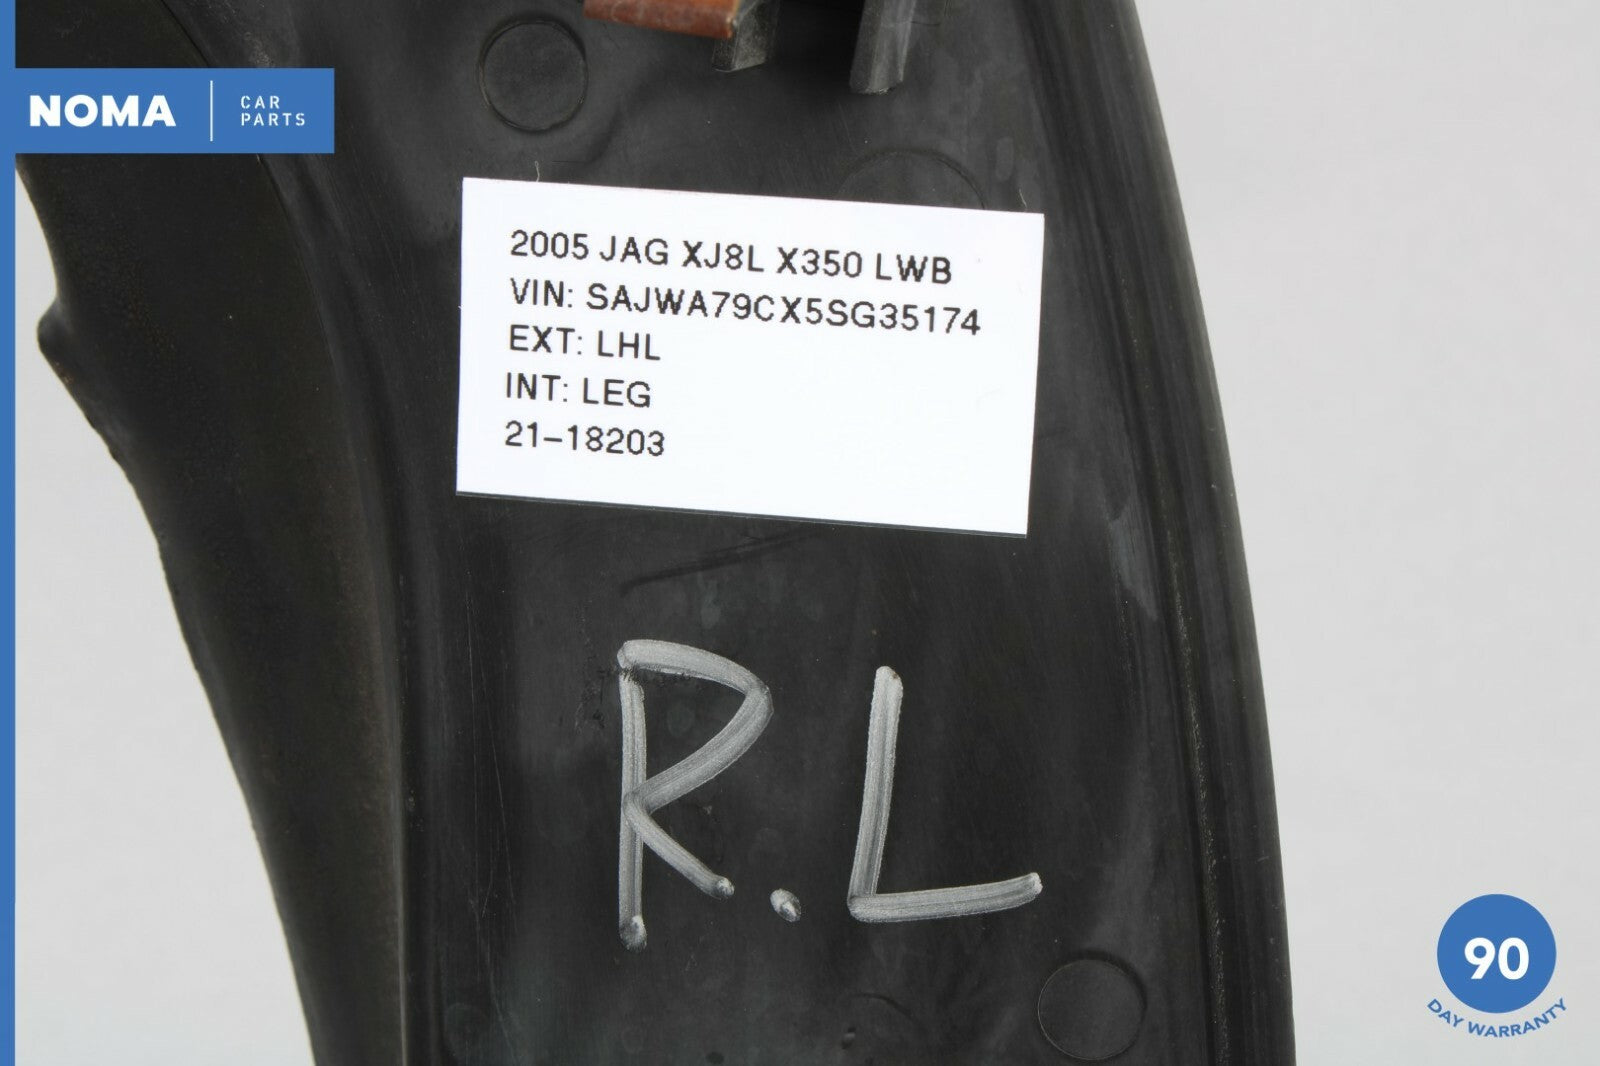 NOMA
CAR
PARTS
2005 JAG XJ8L X350 LWB
VIN: SAJWA79CX5SG35174
EXT: LHL
INT: LEG
21-18203
R.L
90
DAY WARRANTY